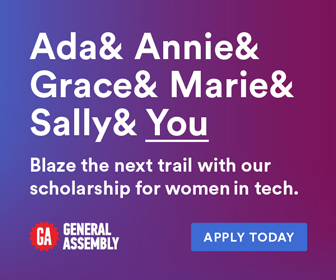 Ada& Annie&
Grace& Marie&
Sally& You
Blaze the next trail with our
scholarship for women in tech.
GA
GENERAL
ASSEMBLY
APPLY TODAY